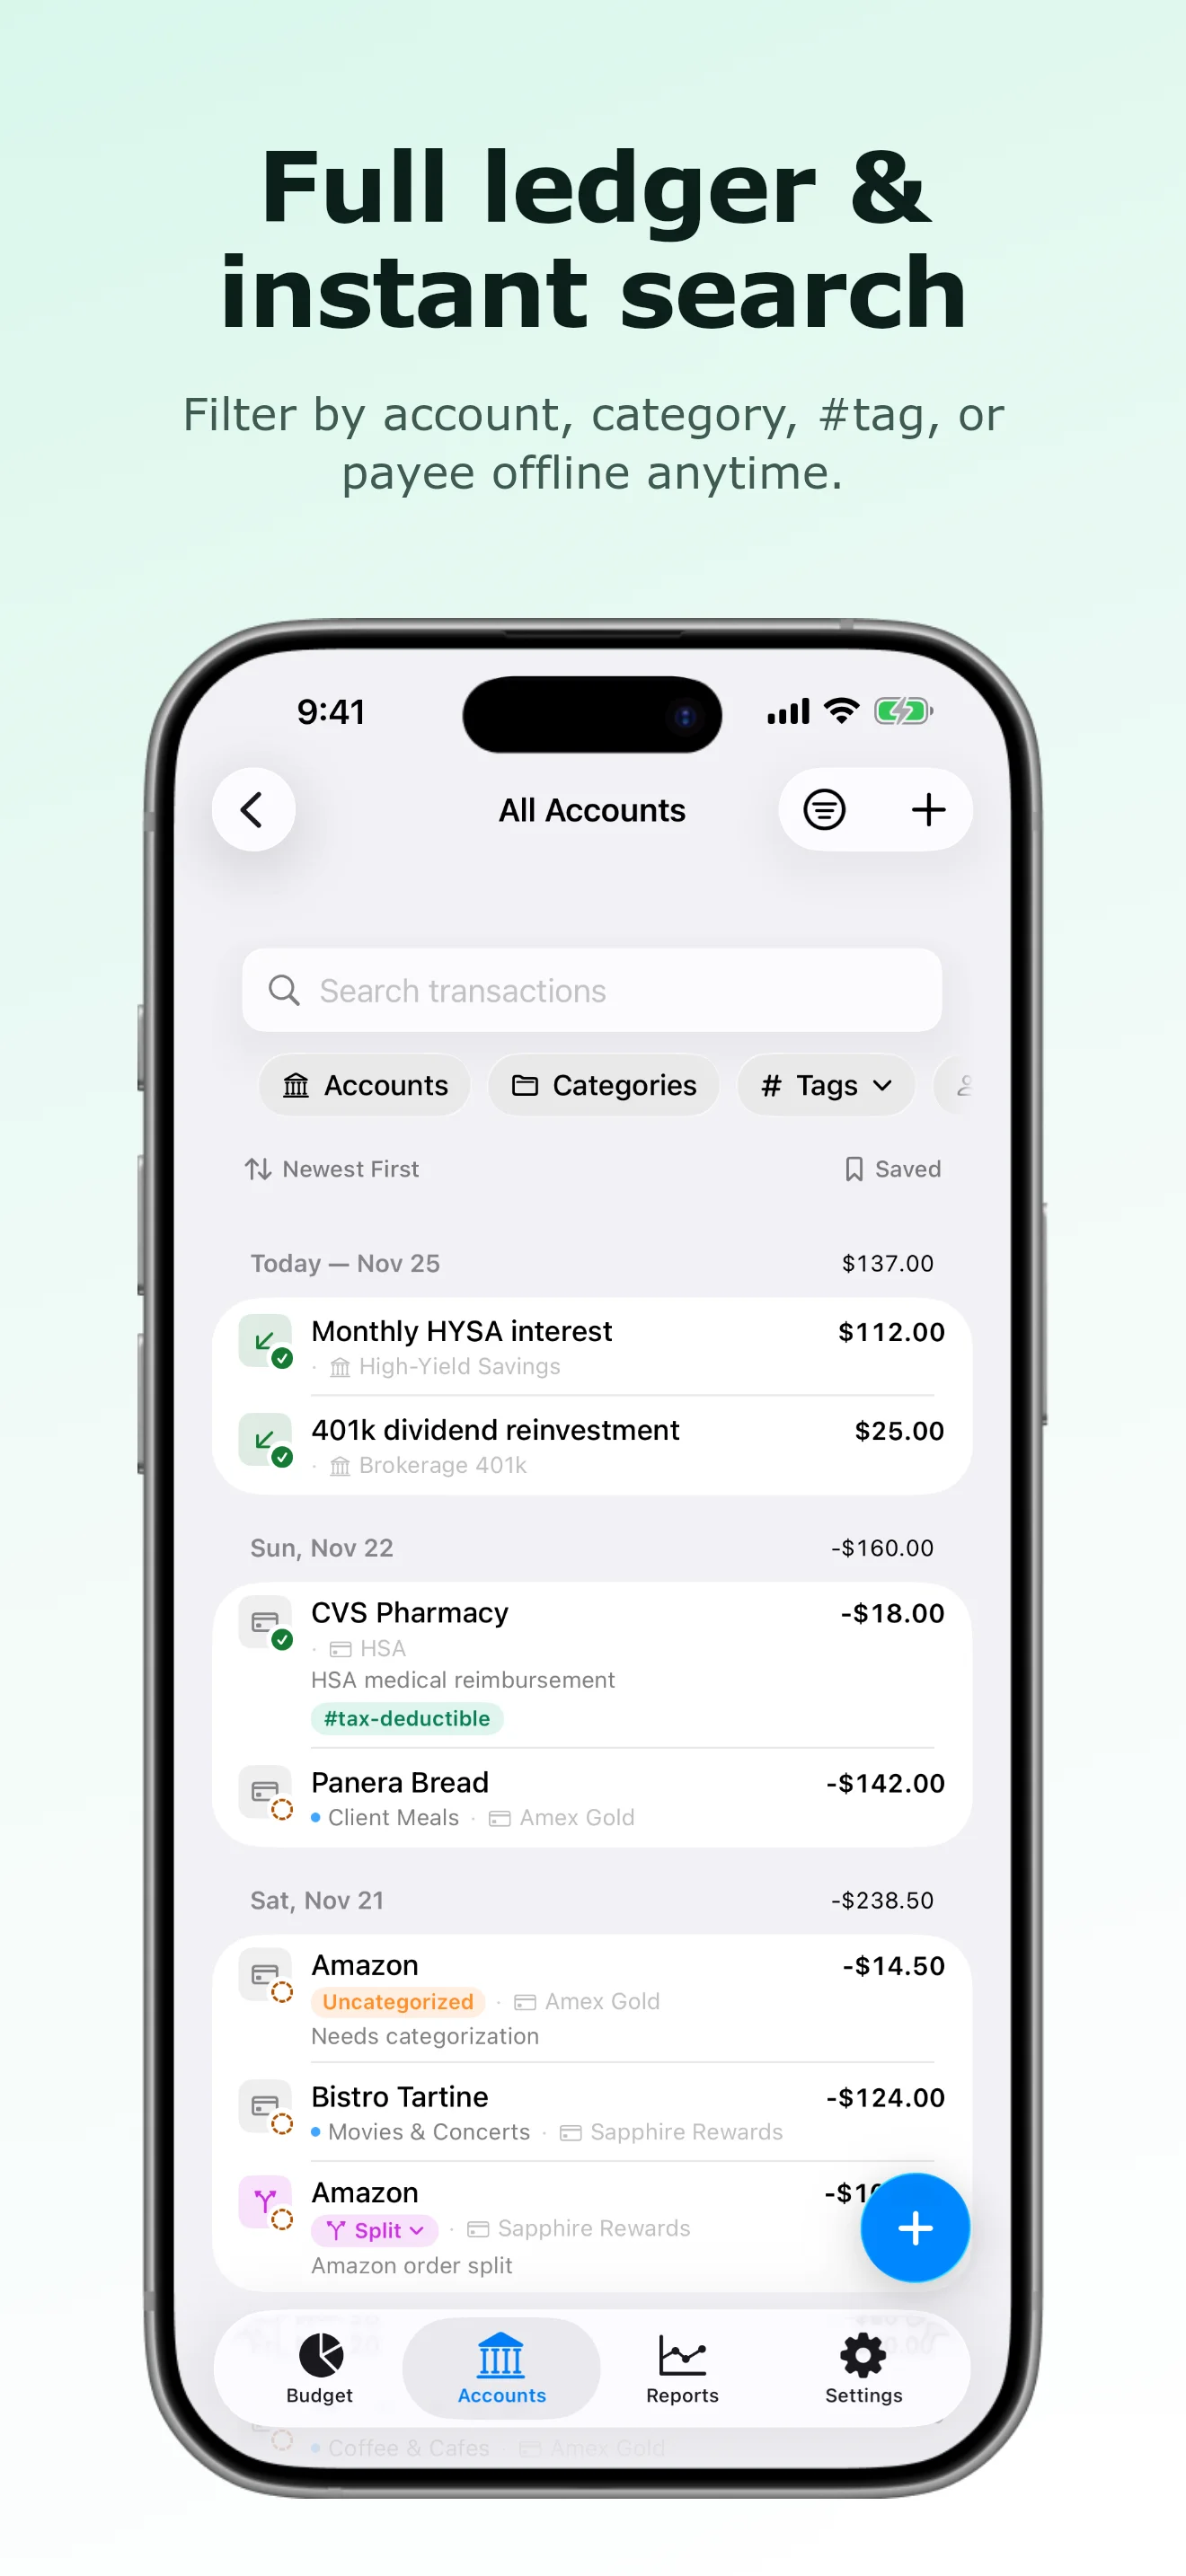 Full ledger &
instant search
Filter by account, category, #tag, or
payee offline anytime.
9:41
All Accounts
Search transactions
Accounts
Categories
# Tags
Newest First
Saved
Today — Nov 25
$137.00
Monthly HYSA interest
$112.00
· High-Yield Savings
401k dividend reinvestment
$25.00
· Brokerage 401k
Sun, Nov 22
-$160.00
CVS Pharmacy
-$18.00
· HSA
HSA medical reimbursement
#tax-deductible
Panera Bread
-$142.00
Client Meals · Amex Gold
Sat, Nov 21
-$238.50
Amazon
-$14.50
Uncategorized · Amex Gold
Needs categorization
Bistro Tartine
-$124.00
Movies & Concerts · Sapphire Rewards
Amazon
Split · Sapphire Rewards
Amazon order split
Budget
Accounts
Reports
Settings
Coffee & Cafes
Amex Gold